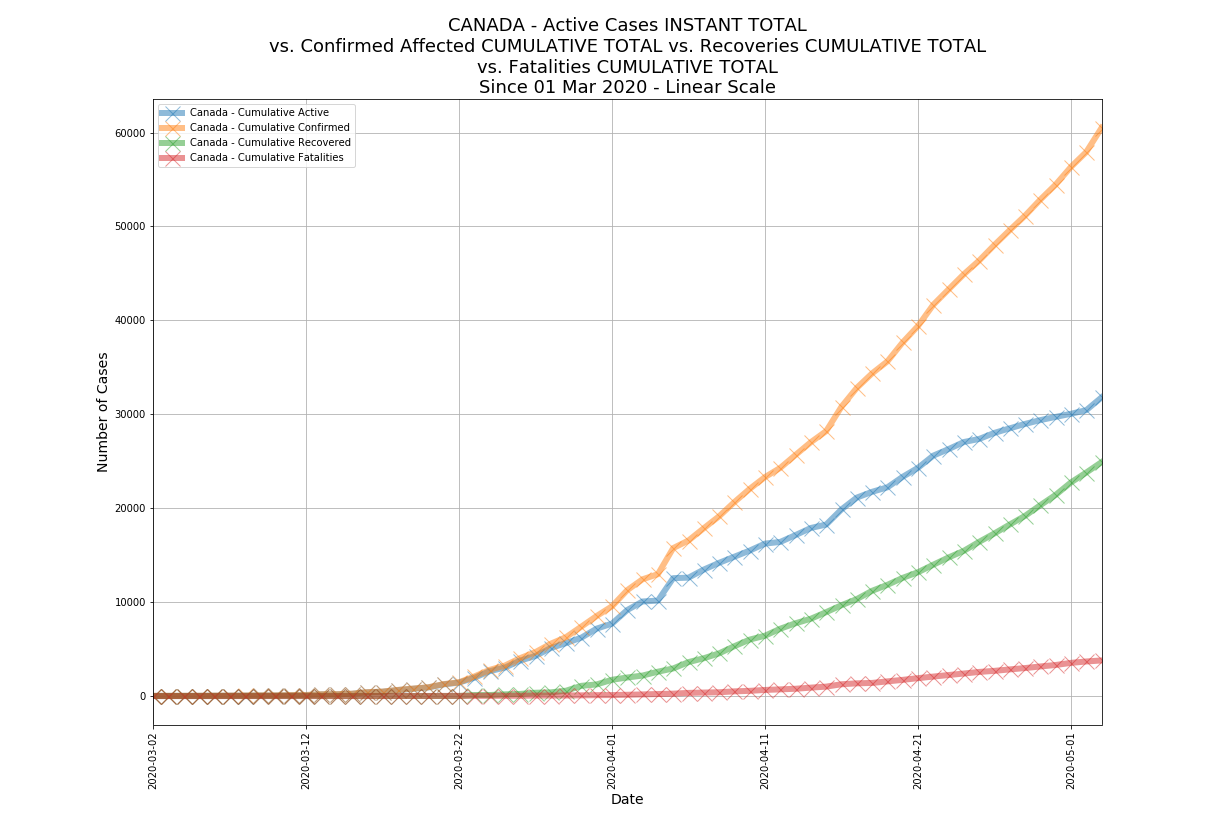 CANADA - Active Cases INSTANT TOTAL
vs. Confirmed Affected CUMULATIVE TOTAL vs. Recoveries CUMULATIVE TOTAL
vs. Fatalities CUMULATIVE TOTAL
Since 01 Mar 2020 - Linear Scale
Canada - Cumulative Active
Canada - Cumulative Confirmed
Canada - Cumulative Recovered
Canada - Cumulative Fatalities
Number of Cases
60000
50000
40000
30000
20000
10000
0
2020-03-02
2020-03-12
2020-03-22
2020-04-01
2020-04-11
2020-04-21
2020-05-01
Date